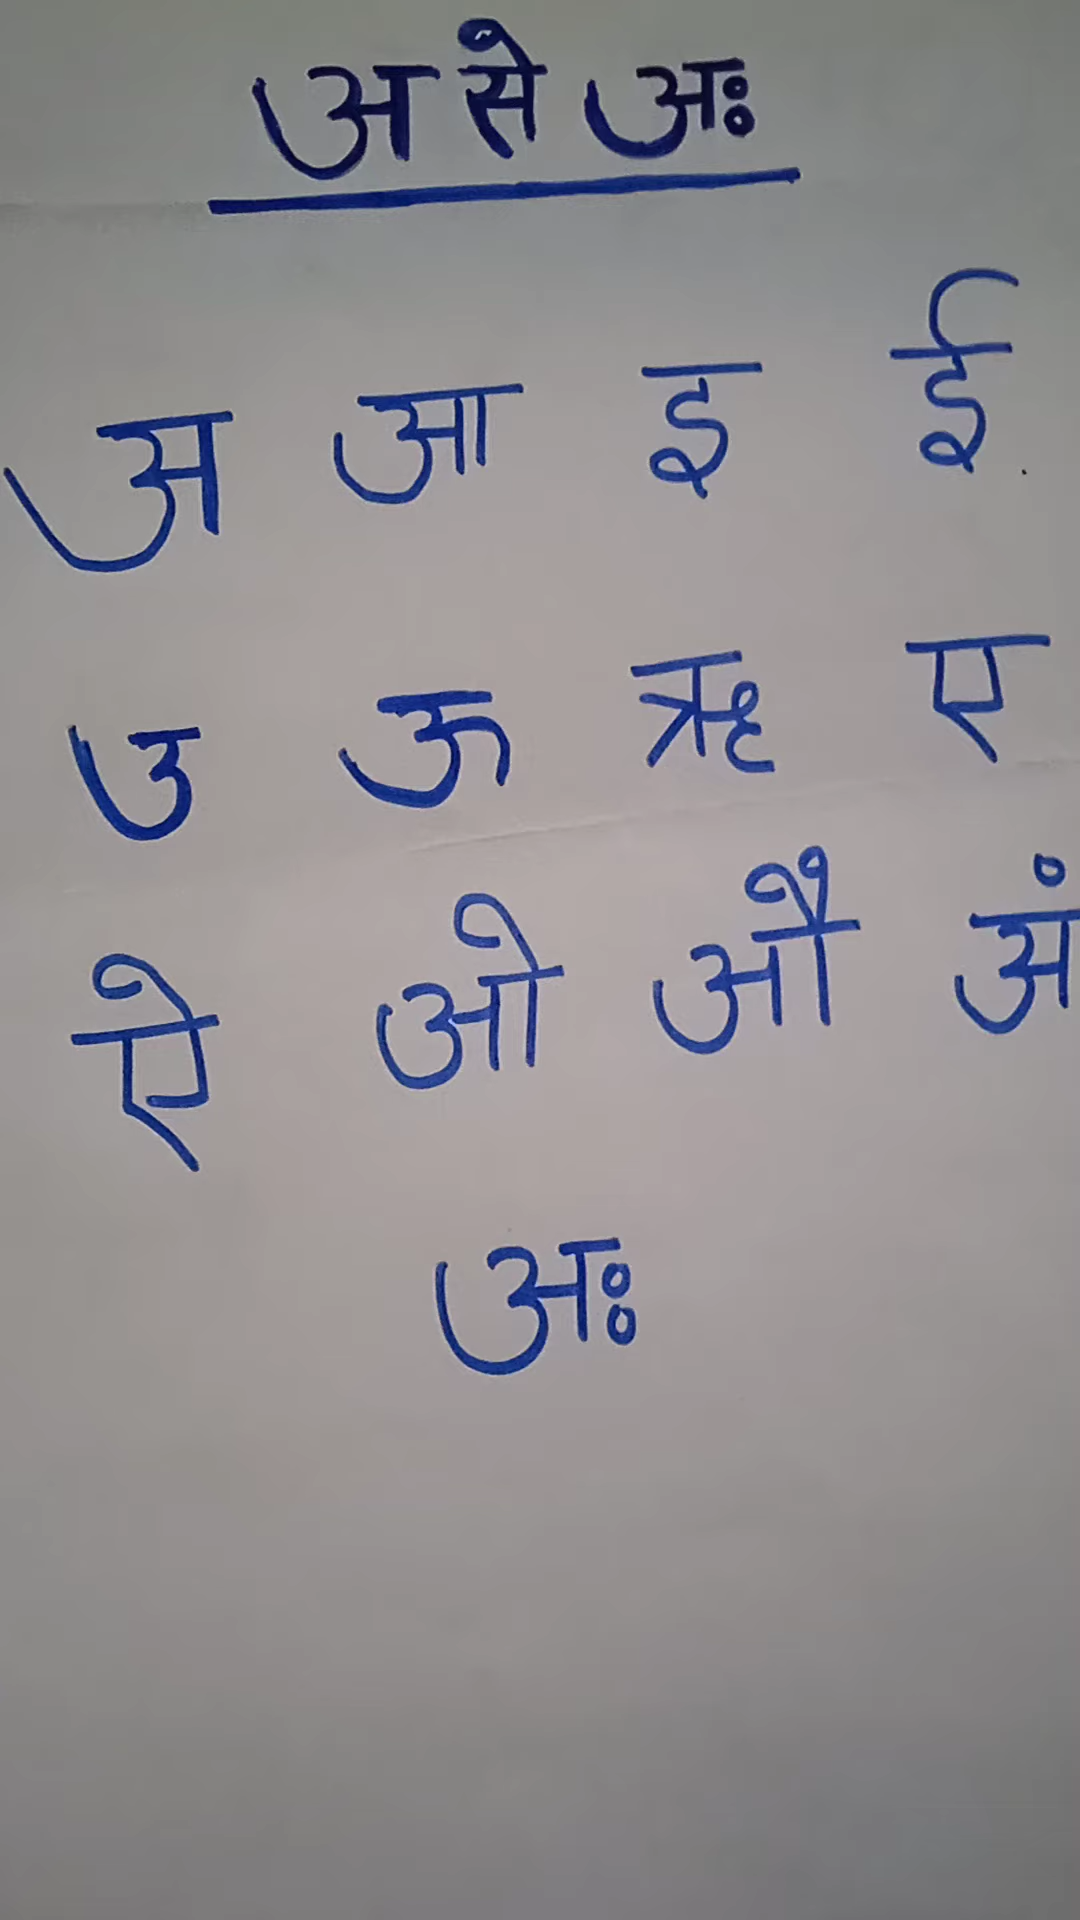 अ से अः
अ आ इ ई
उ ऊ ऋ ए
ऐ ओ औ अं
अः